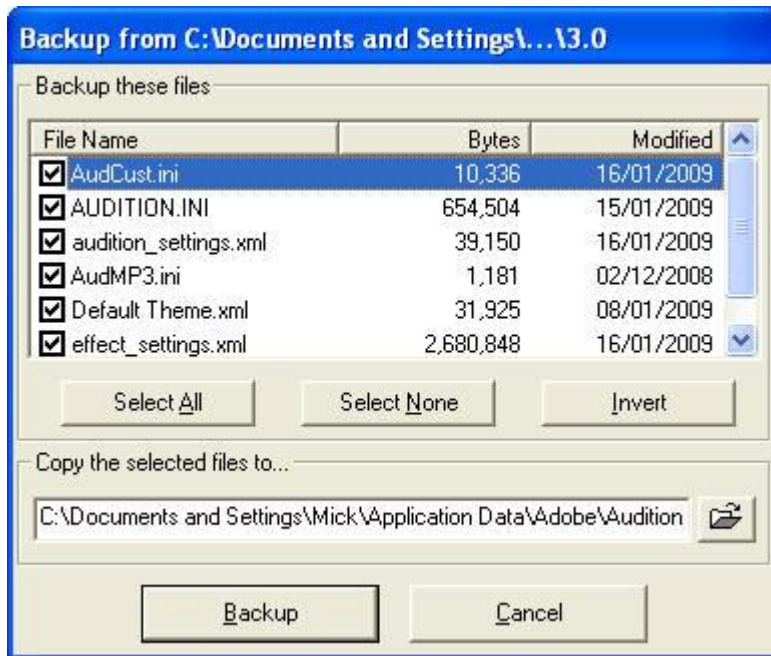 Backup from C:\Documents and Settings\...\3.0
Backup these files
File Name Bytes Modified
AudCust.ini 10,336 16/01/2009
AUDITION.INI 654,504 15/01/2009
audition_settings.xml 39,150 16/01/2009
AudMP3.ini 1,181 02/12/2008
Default Theme.xml 31,925 08/01/2009
effect_settings.xml 2,680,848 16/01/2009
Select All Select None Invert
Copy the selected files to...
C:\Documents and Settings\Mick\Application Data\Adobe\Audition
Backup Cancel